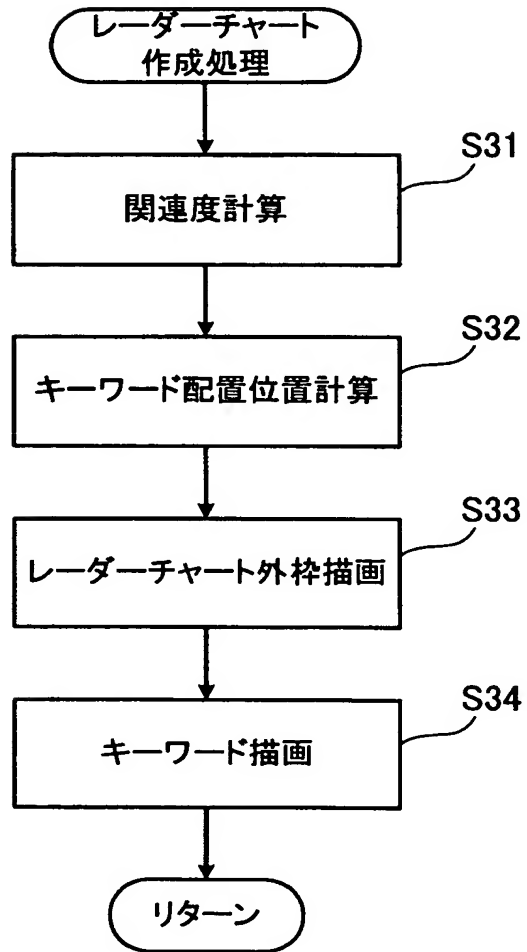 レーダーチャート
作成処理
S31
関連度計算
S32
キーワード配置位置計算
S33
レーダーチャート外枠描画
S34
キーワード描画
リターン